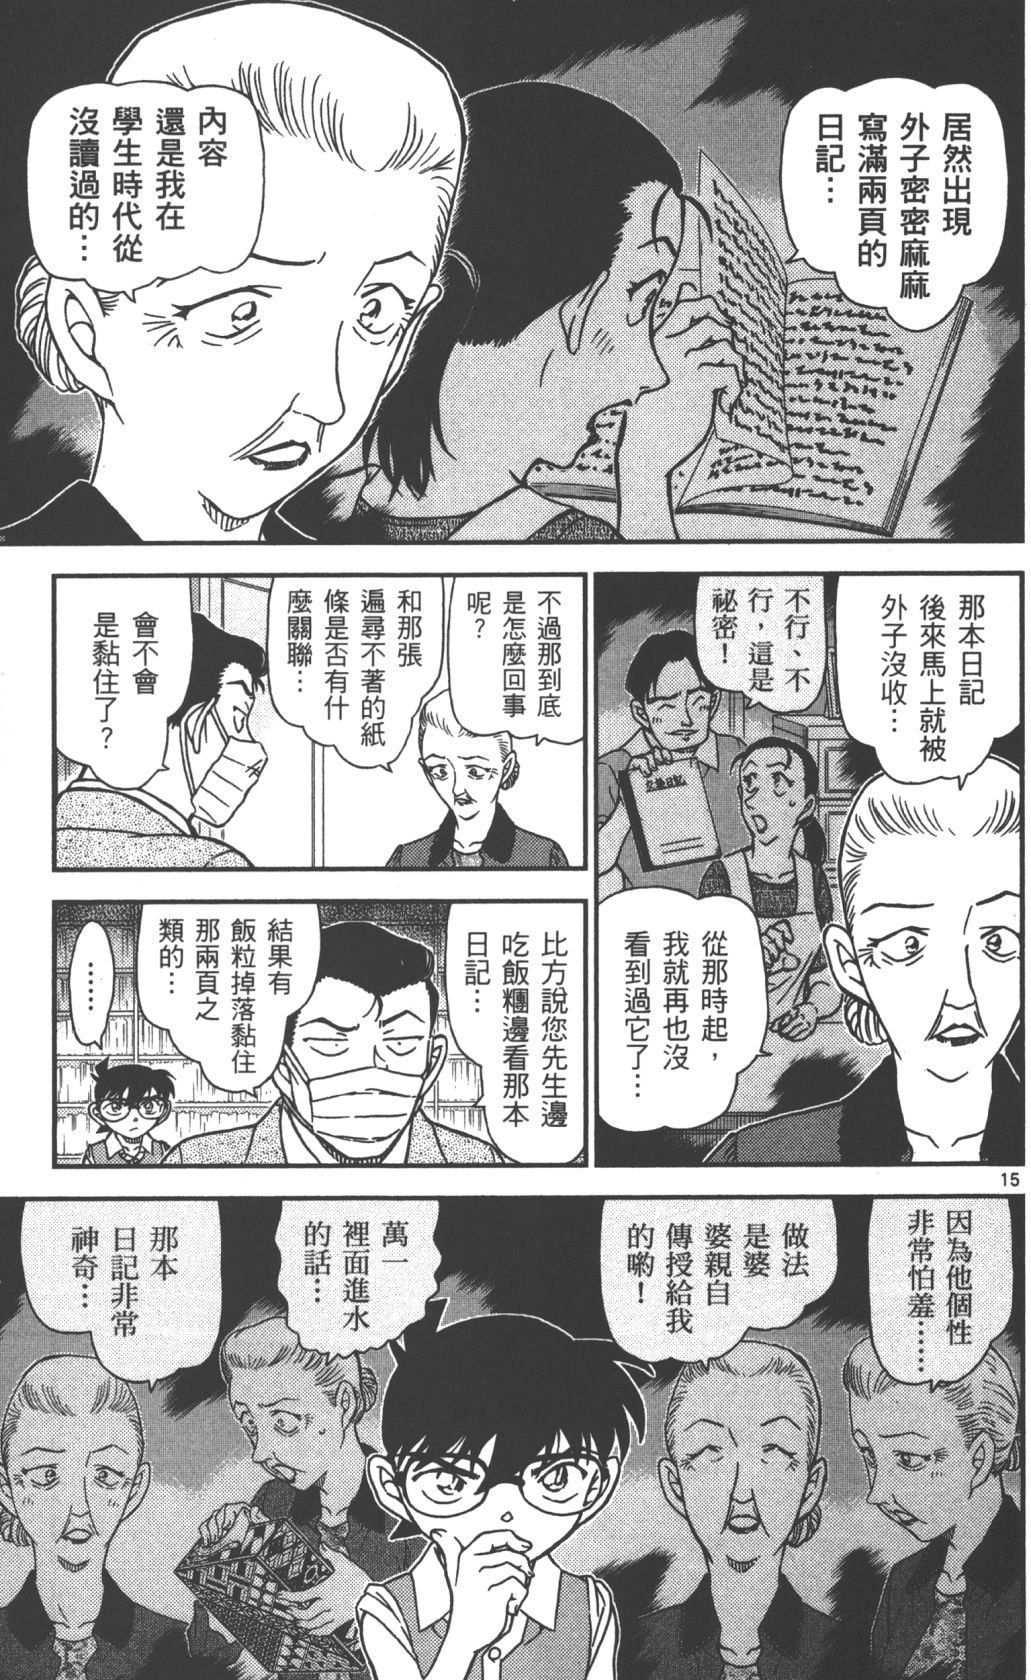 居然出現
外子密密麻麻
寫滿兩頁的
日記…
內容
還是我在
學生時代從
沒讀過的…
那本日記
後來馬上就被
外子沒收…
不行、不
行，這是
祕密！
交換日記
從那時起，
我就再也沒
看到過它了…
不過那到底
是怎麼回事
呢？
和那張
遍尋不著的紙
條是否有什
麼關聯…
會不會
是黏住了？
比方說您先生邊
吃飯糰邊看那本
日記…
結果有
飯粒掉落黏住
那兩頁之
類的…
……
15
因為他個性
非常怕羞……
做法
是婆
婆親自
傳授給我
的喲！
萬一
裡面進水
的話…
那本
日記非常
神奇…